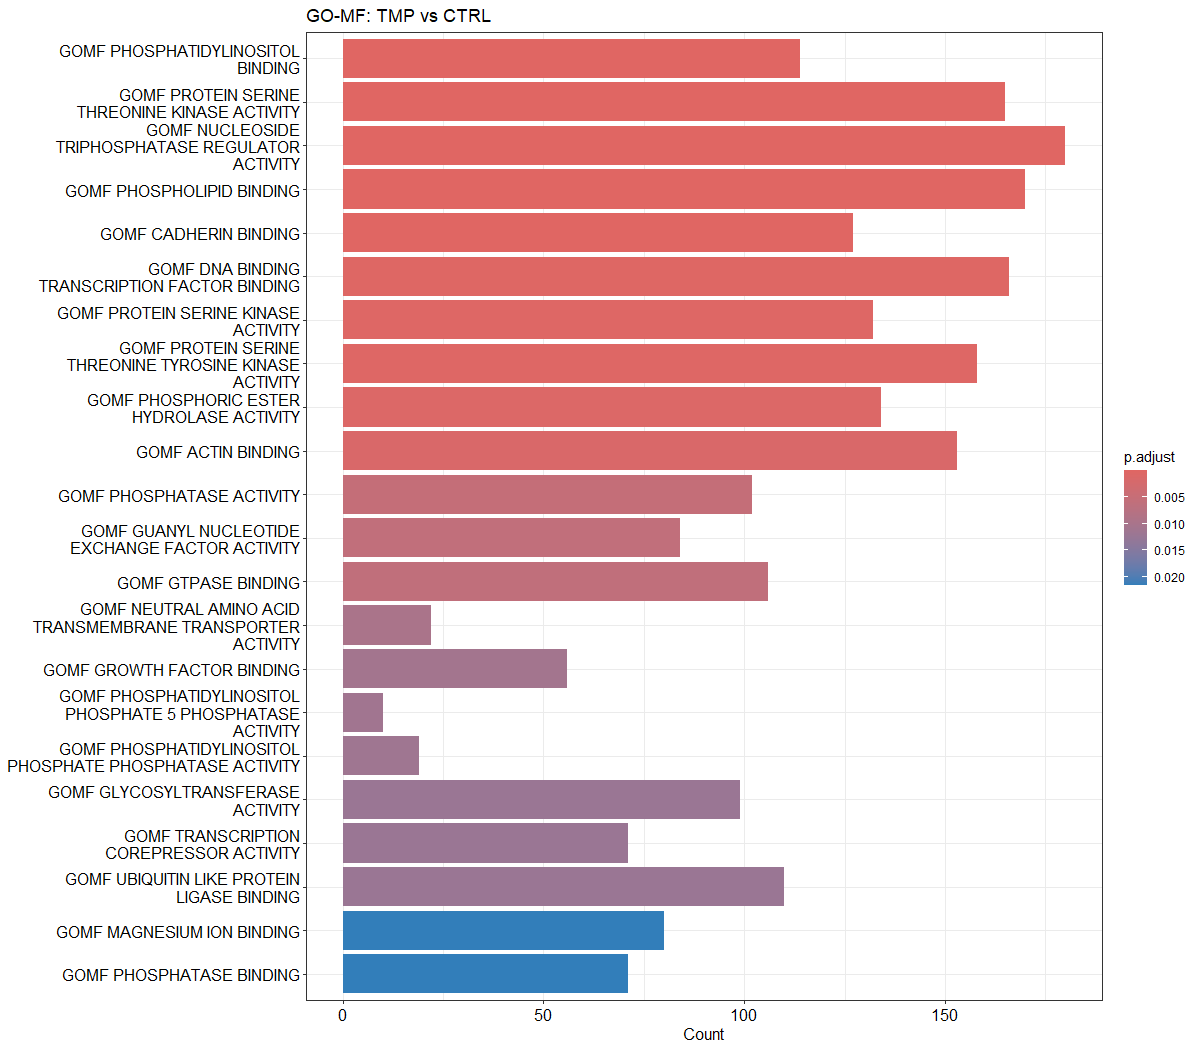 GO-MF: TMP vs CTRL
GOMF PHOSPHATIDYLINOSITOL
BINDING
GOMF PROTEIN SERINE
THREONINE KINASE ACTIVITY
GOMF NUCLEOSIDE
TRIPHOSPHATASE REGULATOR
ACTIVITY
GOMF PHOSPHOLIPID BINDING
GOMF CADHERIN BINDING
GOMF DNA BINDING
TRANSCRIPTION FACTOR BINDING
GOMF PROTEIN SERINE KINASE
ACTIVITY
GOMF PROTEIN SERINE
THREONINE TYROSINE KINASE
ACTIVITY
GOMF PHOSPHORIC ESTER
HYDROLASE ACTIVITY
GOMF ACTIN BINDING
GOMF PHOSPHATASE ACTIVITY
GOMF GUANYL NUCLEOTIDE
EXCHANGE FACTOR ACTIVITY
GOMF GTPASE BINDING
GOMF NEUTRAL AMINO ACID
TRANSMEMBRANE TRANSPORTER
ACTIVITY
GOMF GROWTH FACTOR BINDING
GOMF PHOSPHATIDYLINOSITOL
PHOSPHATE 5 PHOSPHATASE
ACTIVITY
GOMF PHOSPHATIDYLINOSITOL
PHOSPHATE PHOSPHATASE ACTIVITY
GOMF GLYCOSYLTRANSFERASE
ACTIVITY
GOMF TRANSCRIPTION
COREPRESSOR ACTIVITY
GOMF UBIQUITIN LIKE PROTEIN
LIGASE BINDING
GOMF MAGNESIUM ION BINDING
GOMF PHOSPHATASE BINDING
0 50 100 150
Count
p.adjust
0.005
0.010
0.015
0.020